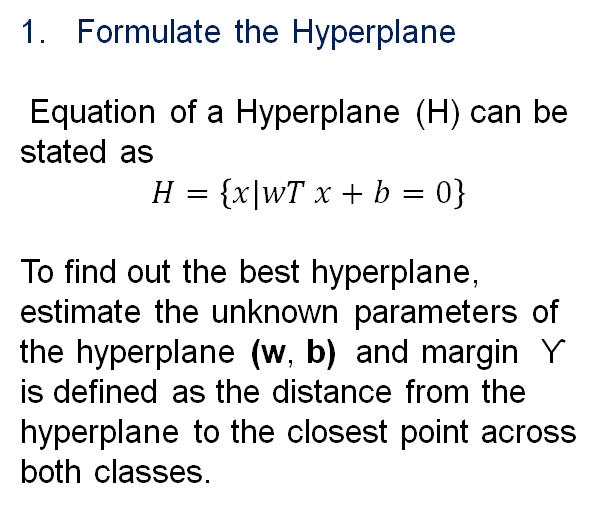 1. Formulate the Hyperplane
Equation of a Hyperplane (H) can be
stated as
H = {x|wT x + b = 0}
To find out the best hyperplane,
estimate the unknown parameters of
the hyperplane (w, b) and margin ϒ
is defined as the distance from the
hyperplane to the closest point across
both classes.